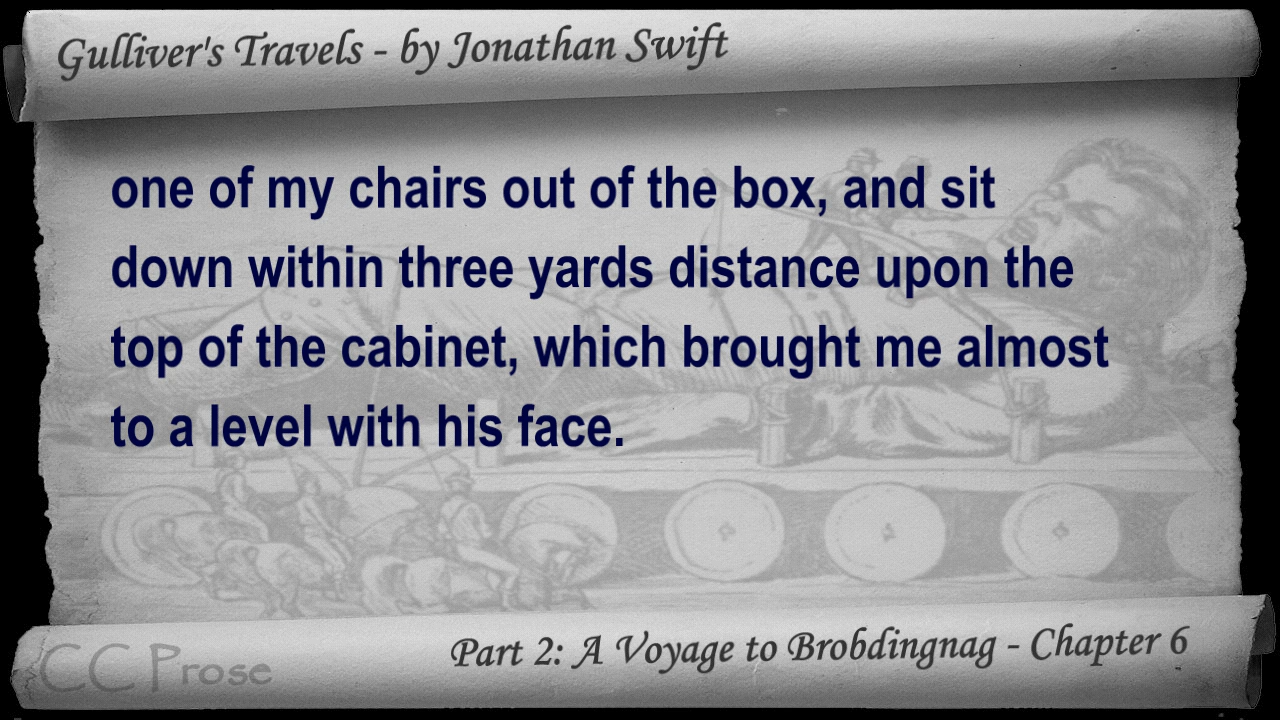 Gulliver's Travels - by Jonathan Swift
one of my chairs out of the box, and sit
down within three yards distance upon the
top of the cabinet, which brought me almost
to a level with his face.
Part 2: A Voyage to Brobdingnag - Chapter 6
CC Prose